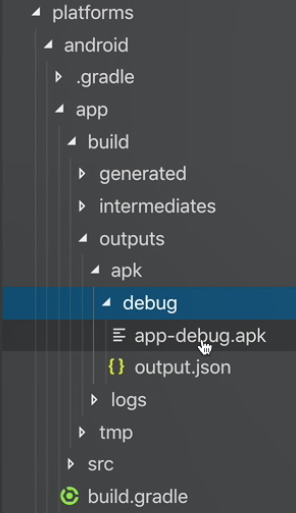 platforms
android
.gradle
app
build
generated
intermediates
outputs
apk
debug
app-debug.apk
{} output.json
logs
tmp
src
build.gradle